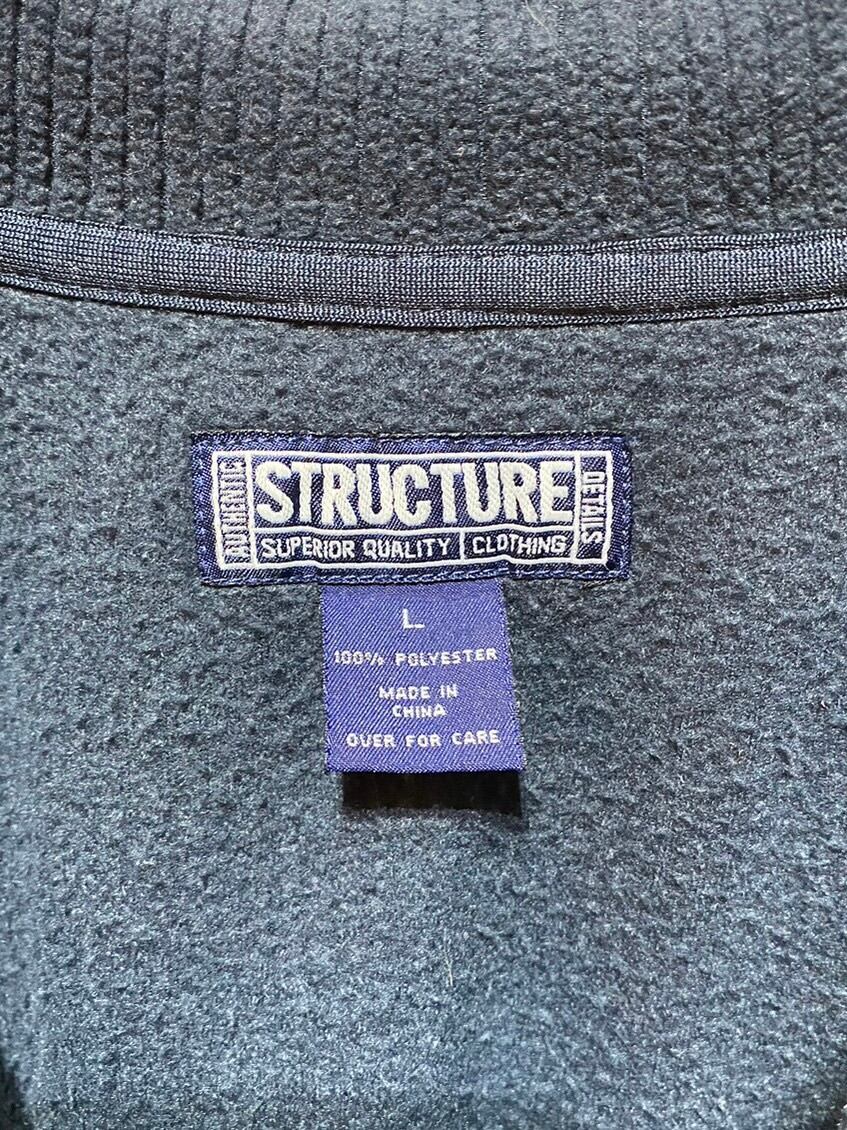 AUTHENTIC
STRUCTURE
DETAILS
SUPERIOR QUALITY CLOTHING
L
100% POLYESTER
MADE IN
CHINA
OVER FOR CARE